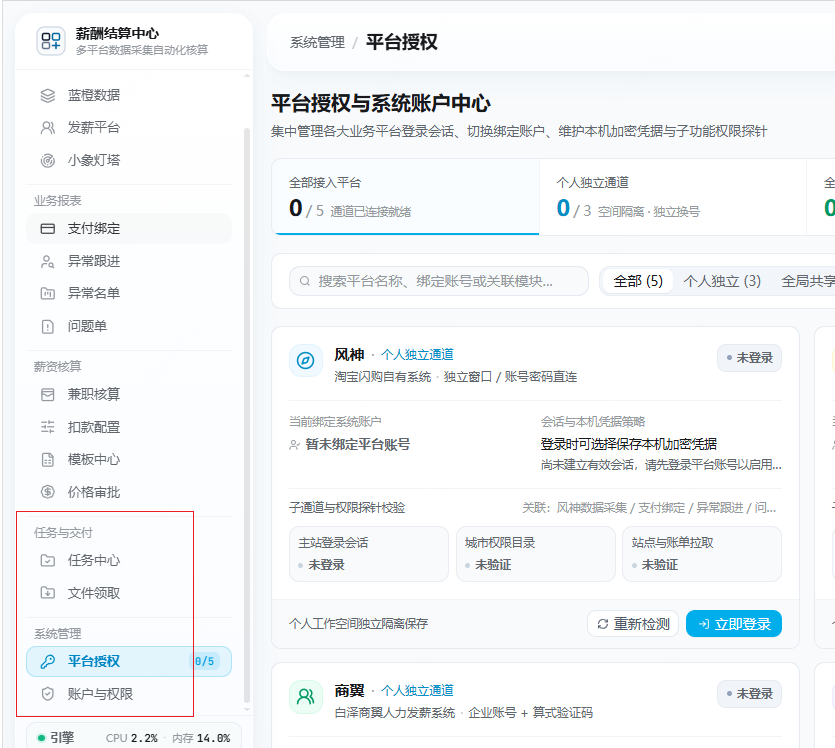 薪酬结算中心
多平台数据采集自动化核算
蓝橙数据
发薪平台
小象灯塔
业务报表
支付绑定
异常跟进
异常名单
问题单
薪资核算
兼职核算
扣款配置
模板中心
价格审批
任务与交付
任务中心
文件领取
系统管理
平台授权 0/5
账户与权限
引擎 CPU 2.2% · 内存 14.0%
系统管理 / 平台授权
平台授权与系统账户中心
集中管理各大业务平台登录会话、切换绑定账户、维护本机加密凭据与子功能权限探针
全部接入平台
0 / 5 通道已连接就绪
个人独立通道
0 / 3 空间隔离 · 独立换号
全
0
搜索平台名称、绑定账号或关联模块...
全部 (5) 个人独立 (3) 全局共享
风神 · 个人独立通道
未登录
淘宝闪购自有系统 · 独立窗口 / 账号密码直连
当前绑定系统账户
暂未绑定平台账号
会话与本机凭据策略
登录时可选择保存本机加密凭据
尚未建立有效会话，请先登录平台账号以启用...
子通道与权限探针校验
关联：风神数据采集 / 支付绑定 / 异常跟进 / 问...
主站登录会话
未登录
城市权限目录
未验证
站点与账单拉取
未验证
个人工作空间独立隔离保存
重新检测
立即登录
商翼 · 个人独立通道
未登录
白泽商翼人力发薪系统 · 企业账号 + 算式验证码